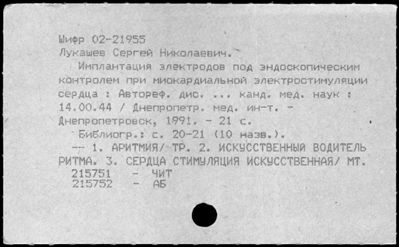 Шифр 02-21955
Лукашев Сергей Николаевич.
Имплантация электродов под эндоскопическим
контролем при миокардиальной электростимуляции
сердца : Автореф. дис. ... канд. мед. наук :
14.00.44 / Днепропетр. мед. ин-т. -
Днепропетровск, 1991. - 21 с.
Библиогр.: с. 20-21 (10 назв.).
-- 1. АРИТМИЯ/ ТР. 2. ИСКУССТВЕННЫЙ ВОДИТЕЛЬ
РИТМА. 3. СЕРДЦА СТИМУЛЯЦИЯ ИСКУССТВЕННАЯ/ МТ.
215751 - ЧИТ
215752 - АБ